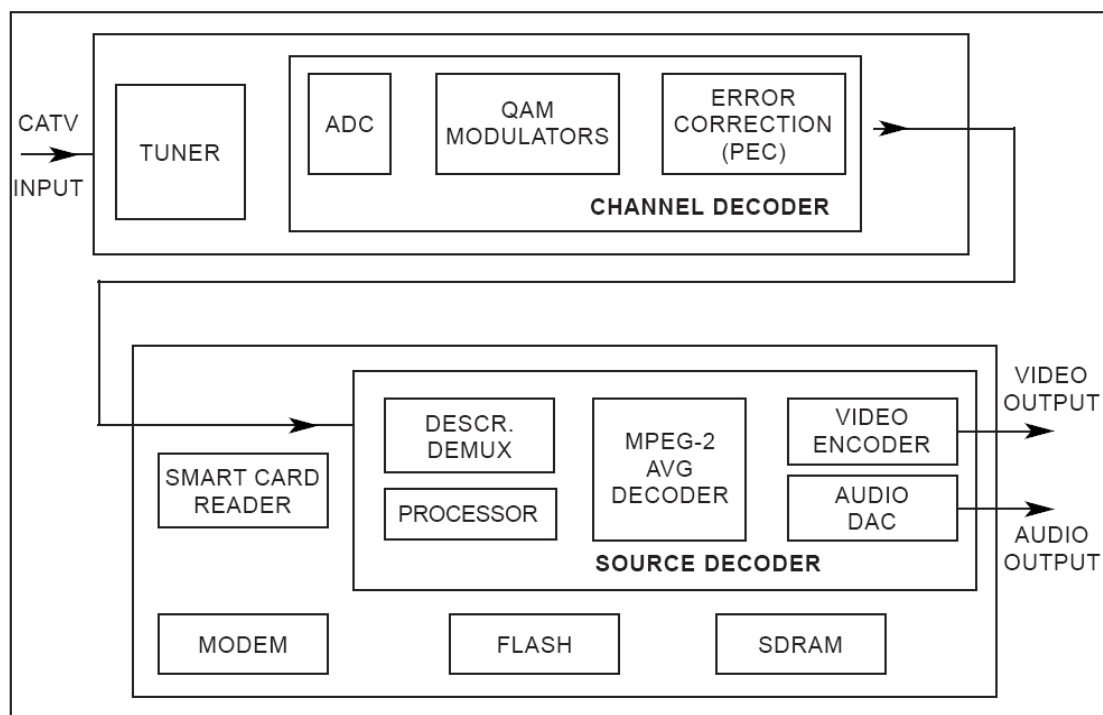 CATV
INPUT
TUNER
ADC
QAM
MODULATORS
ERROR
CORRECTION
(PEC)
CHANNEL DECODER
DESCR.
DEMUX
PROCESSOR
MPEG-2
AVG
DECODER
VIDEO
ENCODER
AUDIO
DAC
SOURCE DECODER
VIDEO
OUTPUT
AUDIO
OUTPUT
SMART CARD
READER
MODEM
FLASH
SDRAM